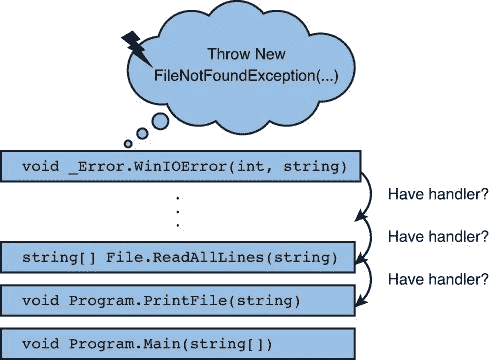 Throw New
FileNotFoundException(...)
void _Error.WinIOError(int, string)
Have handler?
.
.
.
Have handler?
string[] File.ReadAllLines(string)
Have handler?
void Program.PrintFile(string)
void Program.Main(string[])